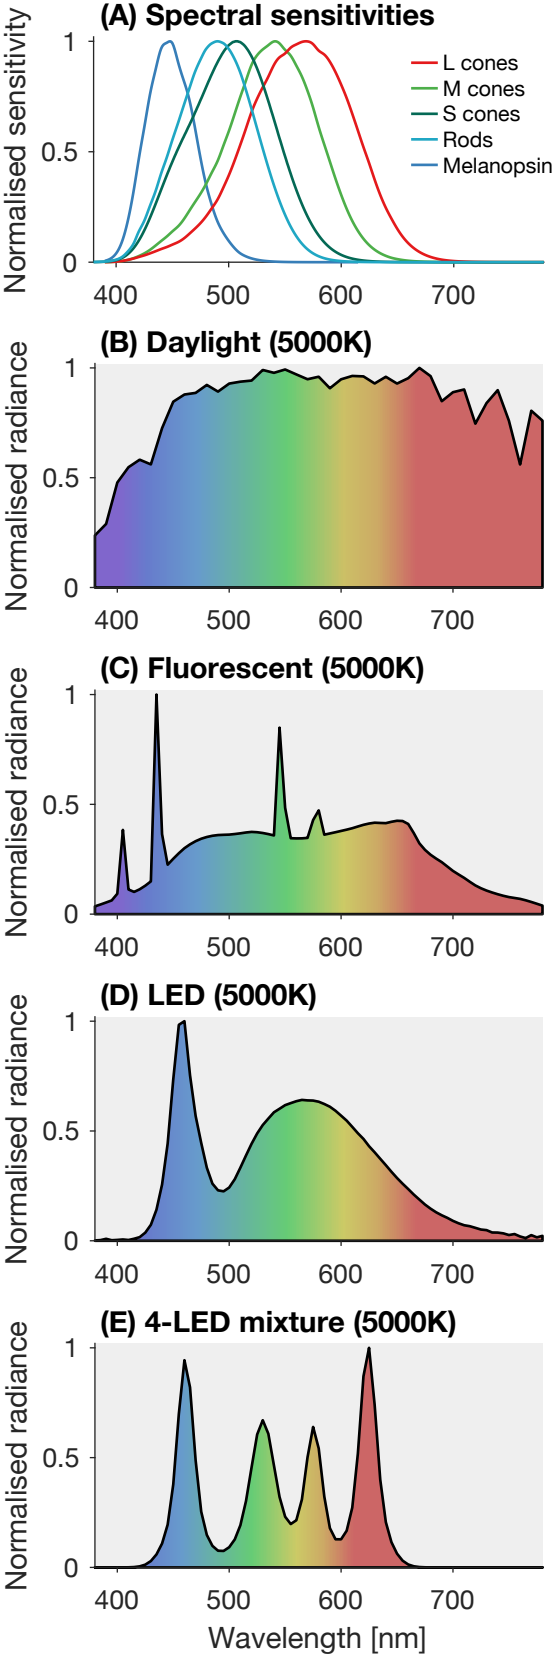 (A) Spectral sensitivities
Normalised sensitivity
1
0.5
0
L cones
M cones
S cones
Rods
Melanopsin
400 500 600 700
(B) Daylight (5000K)
Normalised radiance
1
0.5
0
400 500 600 700
(C) Fluorescent (5000K)
Normalised radiance
1
0.5
0
400 500 600 700
(D) LED (5000K)
Normalised radiance
1
0.5
0
400 500 600 700
(E) 4-LED mixture (5000K)
Normalised radiance
1
0.5
0
400 500 600 700
Wavelength [nm]